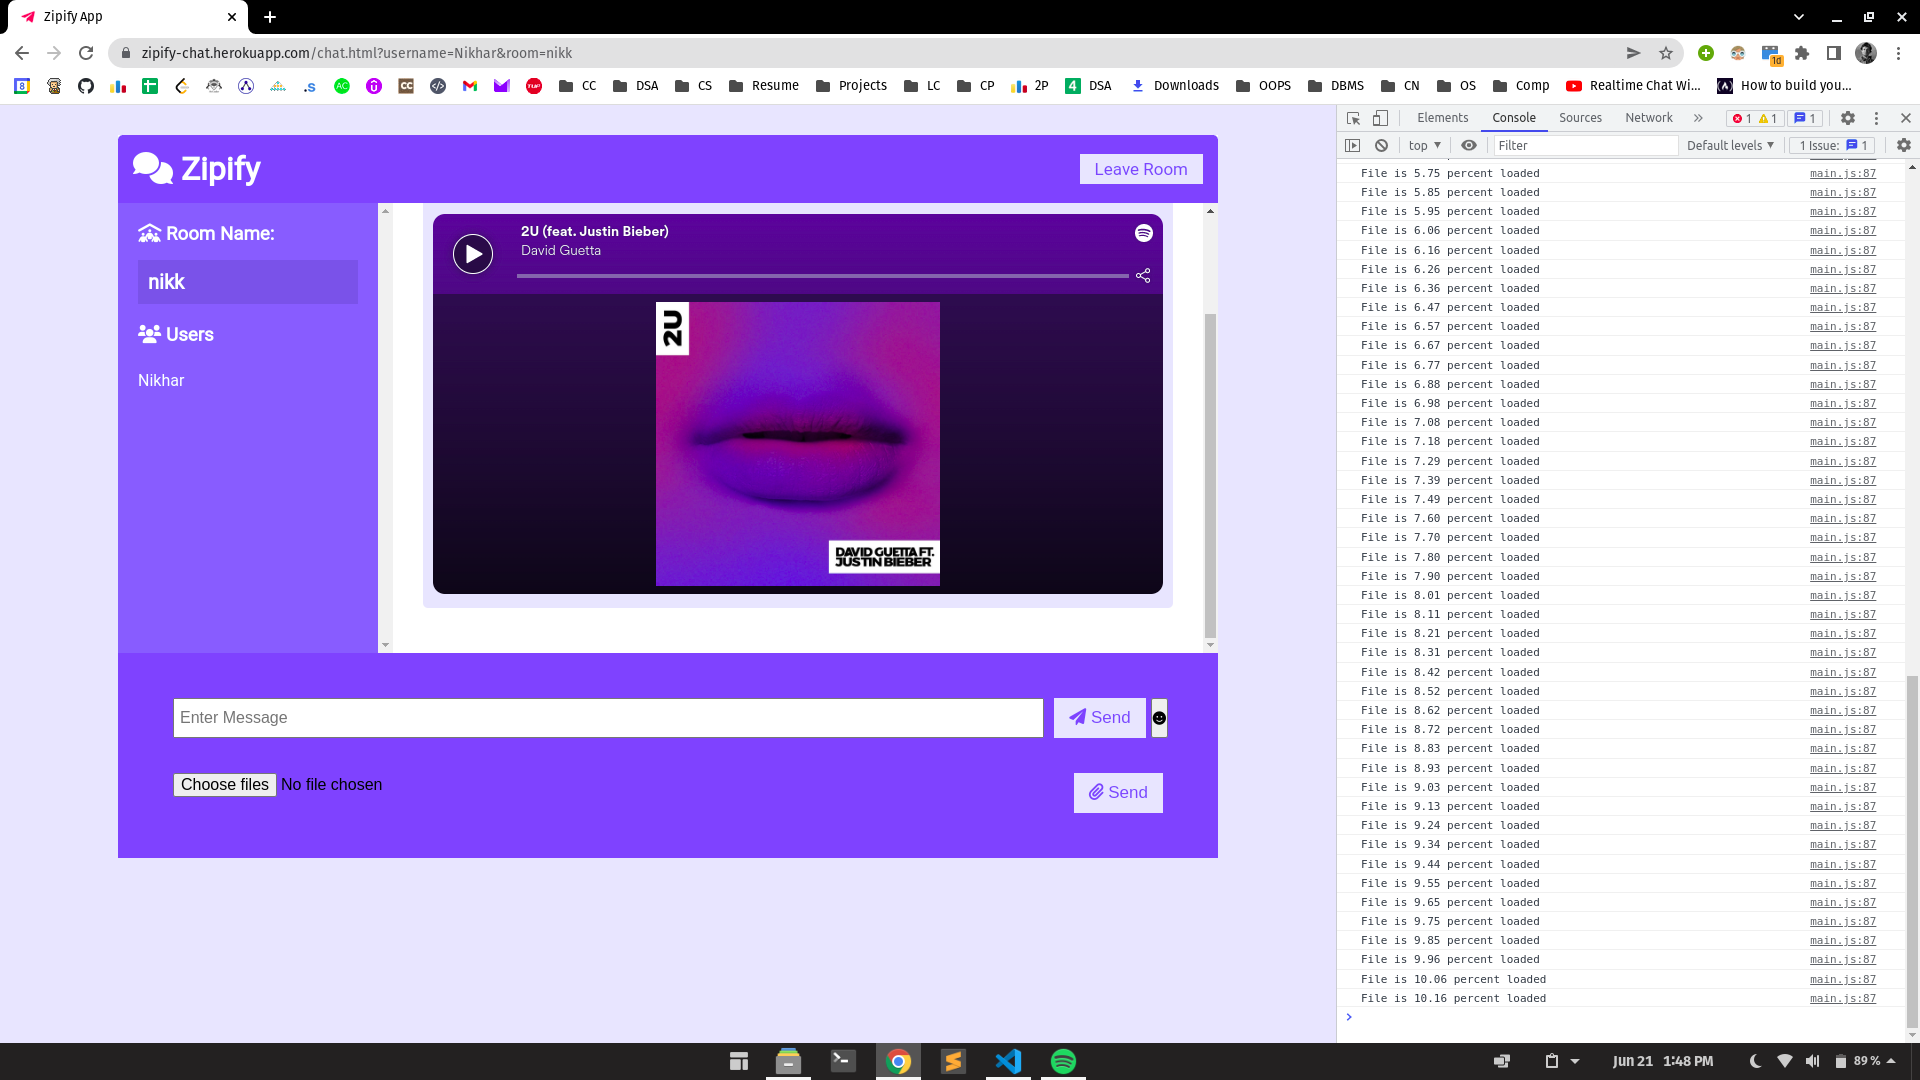 Zipify App
zipify-chat.herokuapp.com/chat.html?username=Nikhar&room=nikk
1d
8
.s
AC
CC
CC
DSA
CS
Resume
Projects
LC
CP
2P
4
DSA
Downloads
OOPS
DBMS
CN
OS
Comp
Realtime Chat Wi...
How to build you...
Zipify
Leave Room
Room Name:
nikk
Users
Nikhar
2U (feat. Justin Bieber)
David Guetta
2U
DAVID GUETTA FT.
JUSTIN BIEBER
Enter Message
Send
Choose files No file chosen
Send
Elements
Console
Sources
Network
»
1
1
1
top
Filter
Default levels
1 Issue:
1
File is 5.75 percent loaded main.js:87
File is 5.85 percent loaded main.js:87
File is 5.95 percent loaded main.js:87
File is 6.06 percent loaded main.js:87
File is 6.16 percent loaded main.js:87
File is 6.26 percent loaded main.js:87
File is 6.36 percent loaded main.js:87
File is 6.47 percent loaded main.js:87
File is 6.57 percent loaded main.js:87
File is 6.67 percent loaded main.js:87
File is 6.77 percent loaded main.js:87
File is 6.88 percent loaded main.js:87
File is 6.98 percent loaded main.js:87
File is 7.08 percent loaded main.js:87
File is 7.18 percent loaded main.js:87
File is 7.29 percent loaded main.js:87
File is 7.39 percent loaded main.js:87
File is 7.49 percent loaded main.js:87
File is 7.60 percent loaded main.js:87
File is 7.70 percent loaded main.js:87
File is 7.80 percent loaded main.js:87
File is 7.90 percent loaded main.js:87
File is 8.01 percent loaded main.js:87
File is 8.11 percent loaded main.js:87
File is 8.21 percent loaded main.js:87
File is 8.31 percent loaded main.js:87
File is 8.42 percent loaded main.js:87
File is 8.52 percent loaded main.js:87
File is 8.62 percent loaded main.js:87
File is 8.72 percent loaded main.js:87
File is 8.83 percent loaded main.js:87
File is 8.93 percent loaded main.js:87
File is 9.03 percent loaded main.js:87
File is 9.13 percent loaded main.js:87
File is 9.24 percent loaded main.js:87
File is 9.34 percent loaded main.js:87
File is 9.44 percent loaded main.js:87
File is 9.55 percent loaded main.js:87
File is 9.65 percent loaded main.js:87
File is 9.75 percent loaded main.js:87
File is 9.85 percent loaded main.js:87
File is 9.96 percent loaded main.js:87
File is 10.06 percent loaded main.js:87
File is 10.16 percent loaded main.js:87
Jun 21 1:48 PM
89 %